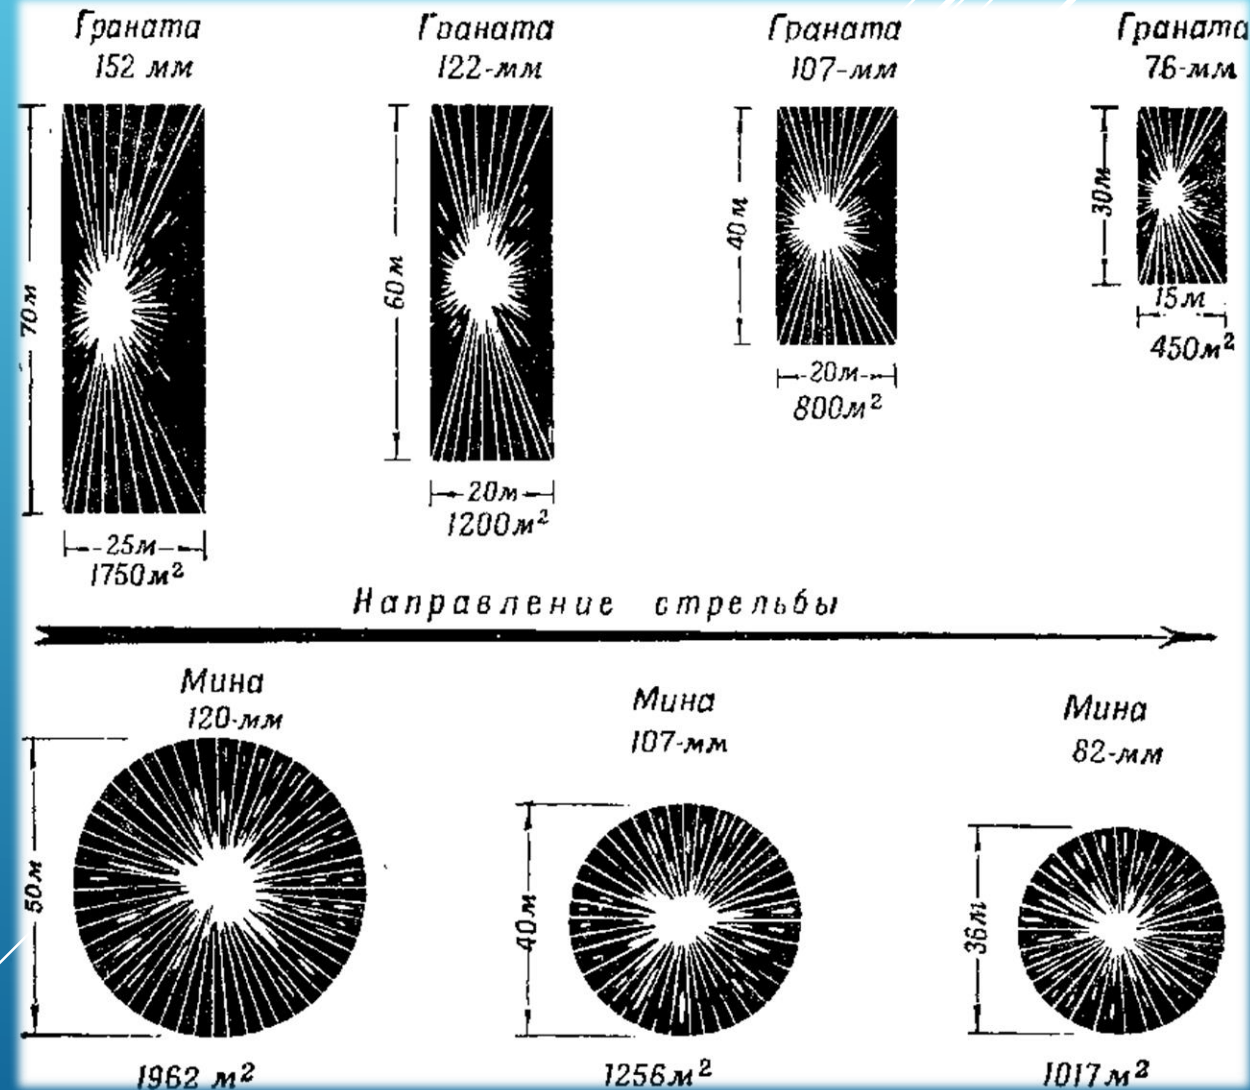 Граната
152 мм
70м
25м
1750м²
Граната
122-мм
60м
20м
1200м²
Граната
107-мм
40м
20м
800м²
Граната
76-мм
30м
15м
450м²
Направление стрельбы
Мина
120-мм
50м
1962 м²
Мина
107-мм
40м
1256м²
Мина
82-мм
36м
1017м²